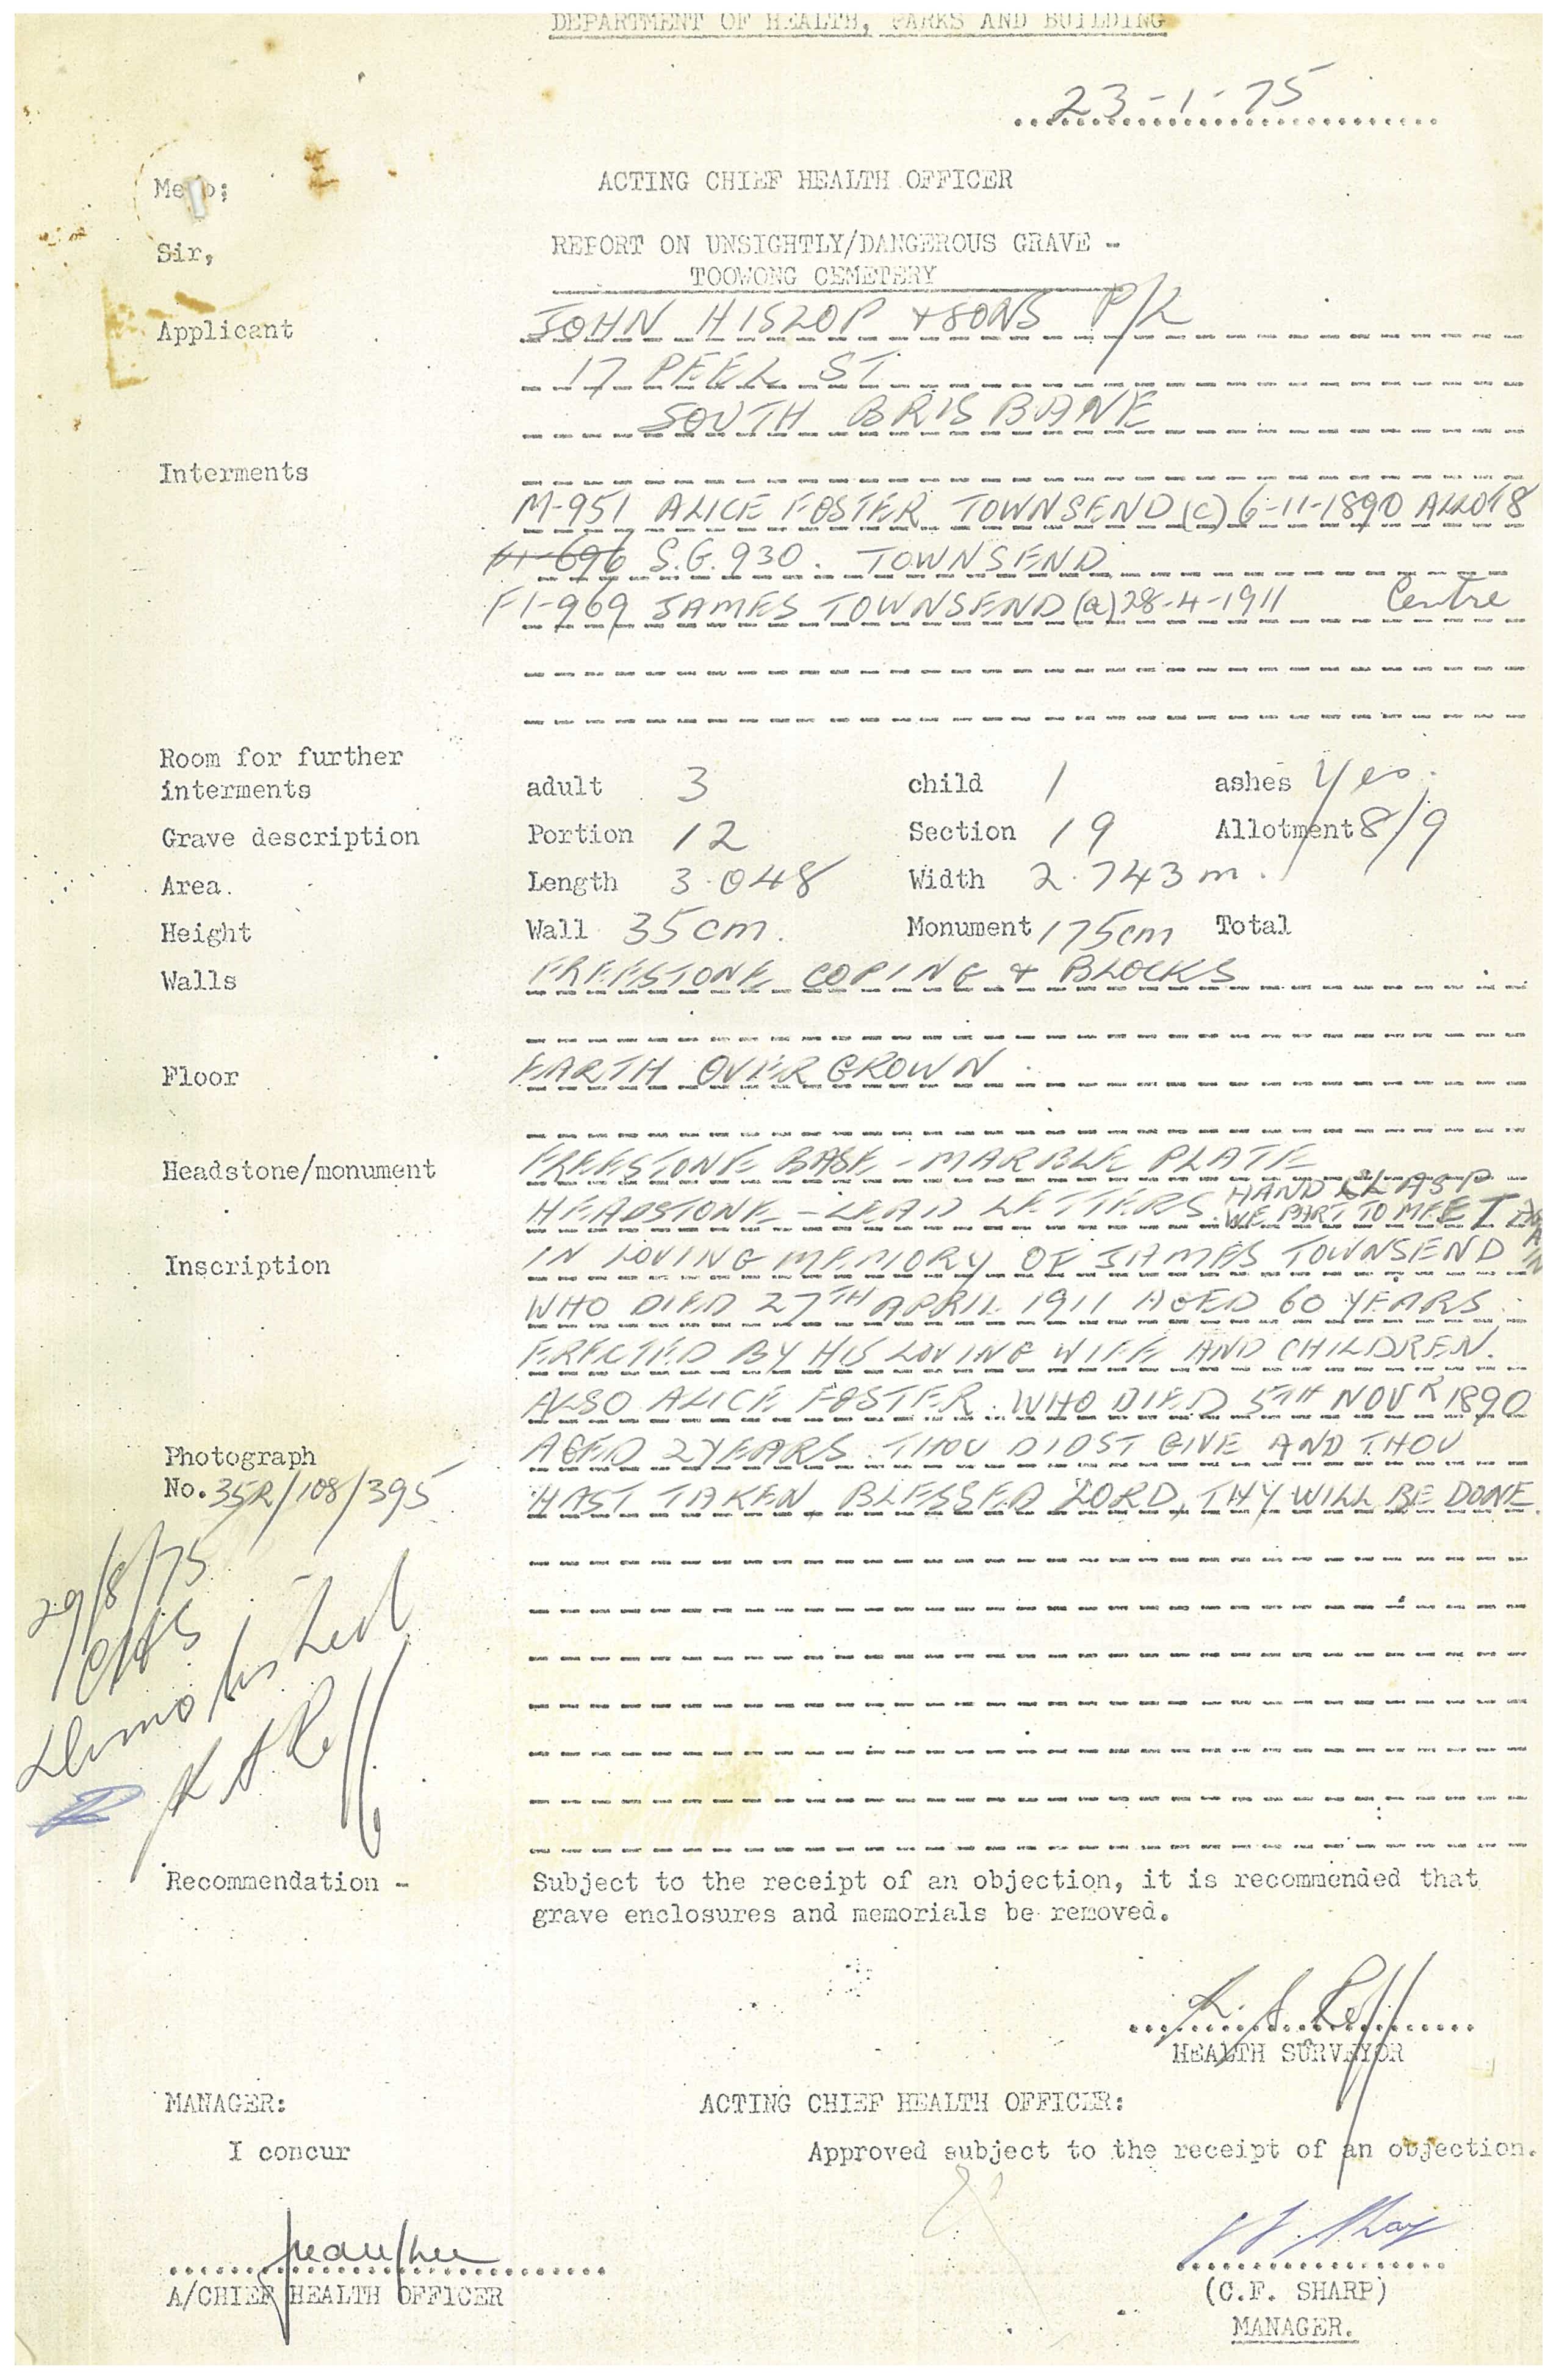 DEPARTMENT OF HEALTH, PARKS AND BUILDING
23-1-75
Memo:
ACTING CHIEF HEALTH OFFICER
Sir,
REPORT ON UNSIGHTLY/DANGEROUS GRAVE -
TOOWONG CEMETERY
Applicant JOHN HISLOP & SONS P/L
17 PEEL ST.
SOUTH BRISBANE
Interments
M-951 ALICE FOSTER TOWNSEND (C) 6-11-1890 ALLOT 8
F1-696 S.G. 930. TOWNSEND
F1-969 JAMES TOWNSEND (a) 28-4-1911 Centre
Room for further
interments adult 3 child 1 ashes Yes.
Grave description Portion 12 Section 19 Allotment 8/9
Area. Length 3.048 Width 2.743 m.
Height Wall 35 cm. Monument 175 cm Total
Walls FREESTONE COPING & BLOCKS
Floor EARTH OVERGROWN.
Headstone/monument FREESTONE BASE - MARBLE PLATE
HEADSTONE - LEAD LETTERS. HAND CLASP
WE PART TO MEET AGAIN
Inscription IN LOVING MEMORY OF JAMES TOWNSEND
WHO DIED 27TH APRIL 1911 AGED 60 YEARS.
ERECTED BY HIS LOVING WIFE AND CHILDREN.
ALSO ALICE FOSTER. WHO DIED 5TH NOVR 1890
AGED 2 YEARS. THOU DIDST GIVE AND THOU
HAST TAKEN, BLESSED LORD, THY WILL BE DONE.
Photograph
No. 35R/108/395
29/8/75
CHS
Demolished
K A Reff
Recommendation - Subject to the receipt of an objection, it is recommended that
grave enclosures and memorials be removed.
K. A. Reff
HEALTH SURVEYOR
MANAGER: ACTING CHIEF HEALTH OFFICER:
I concur Approved subject to the receipt of an objection.
A/CHIEF HEALTH OFFICER
(C.F. SHARP)
MANAGER.